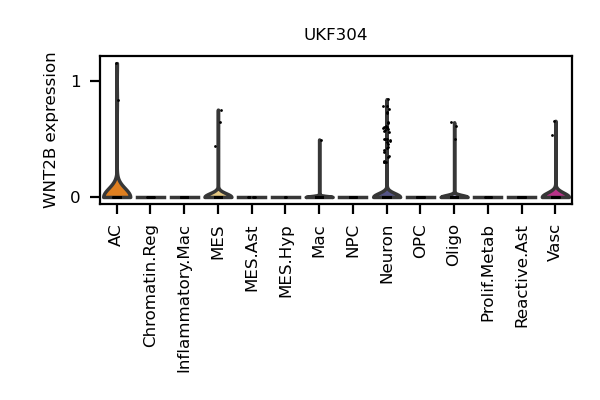 UKF304
WNT2B expression
1
0
AC
Chromatin.Reg
Inflammatory.Mac
MES
MES.Ast
MES.Hyp
Mac
NPC
Neuron
OPC
Oligo
Prolif.Metab
Reactive.Ast
Vasc